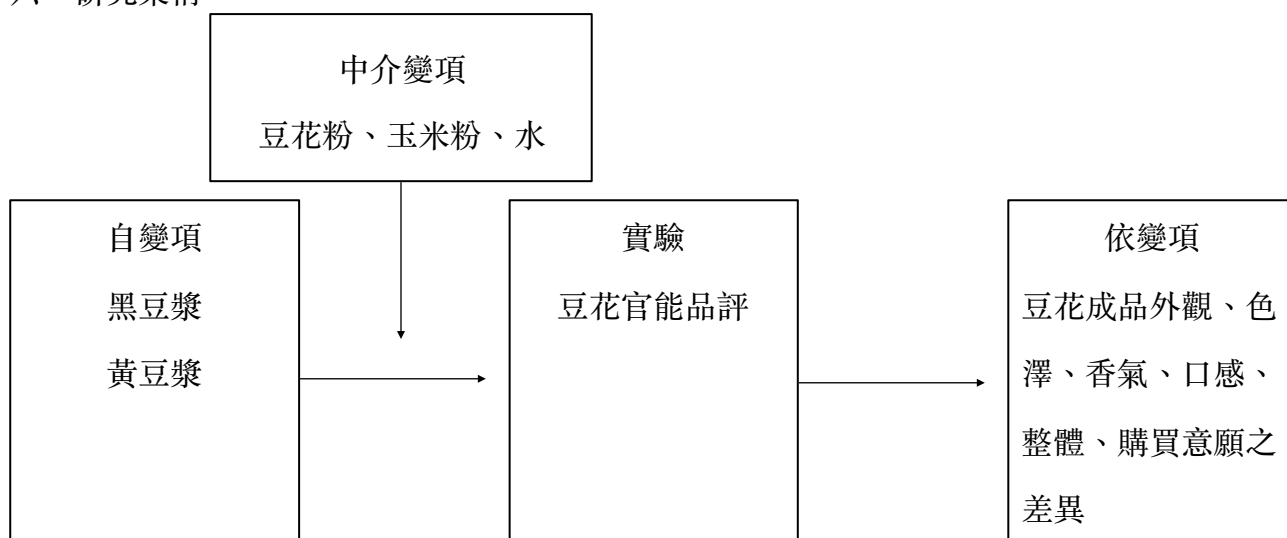 中介變項
豆花粉、玉米粉、水
自變項
黑豆漿
黃豆漿
實驗
豆花官能品評
依變項
豆花成品外觀、色
澤、香氣、口感、
整體、購買意願之
差異